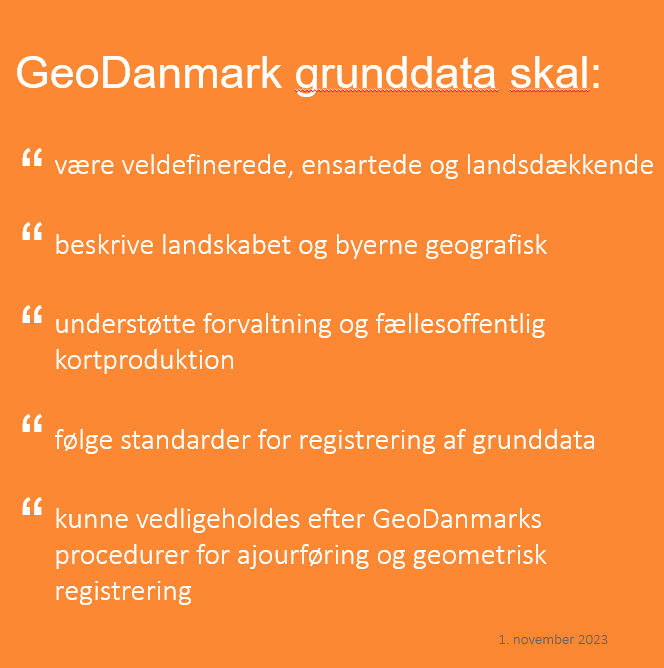 GeoDanmark grunddata skal:
“ være veldefinerede, ensartede og landsdækkende
“ beskrive landskabet og byerne geografisk
“ understøtte forvaltning og fællesoffentlig
kortproduktion
“ følge standarder for registrering af grunddata
“ kunne vedligeholdes efter GeoDanmarks
procedurer for ajourføring og geometrisk
registrering
1. november 2023